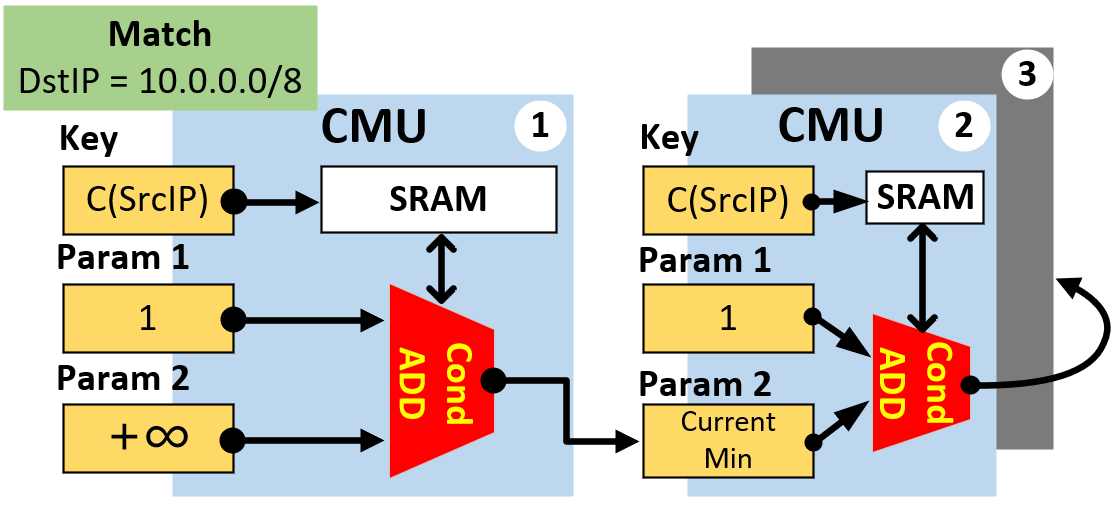 Match
DstIP = 10.0.0.0/8
CMU
1
Key
C(SrcIP)
SRAM
Param 1
1
Cond
ADD
Param 2
+∞
3
CMU
2
Key
C(SrcIP)
SRAM
Param 1
1
Cond
ADD
Param 2
Current
Min